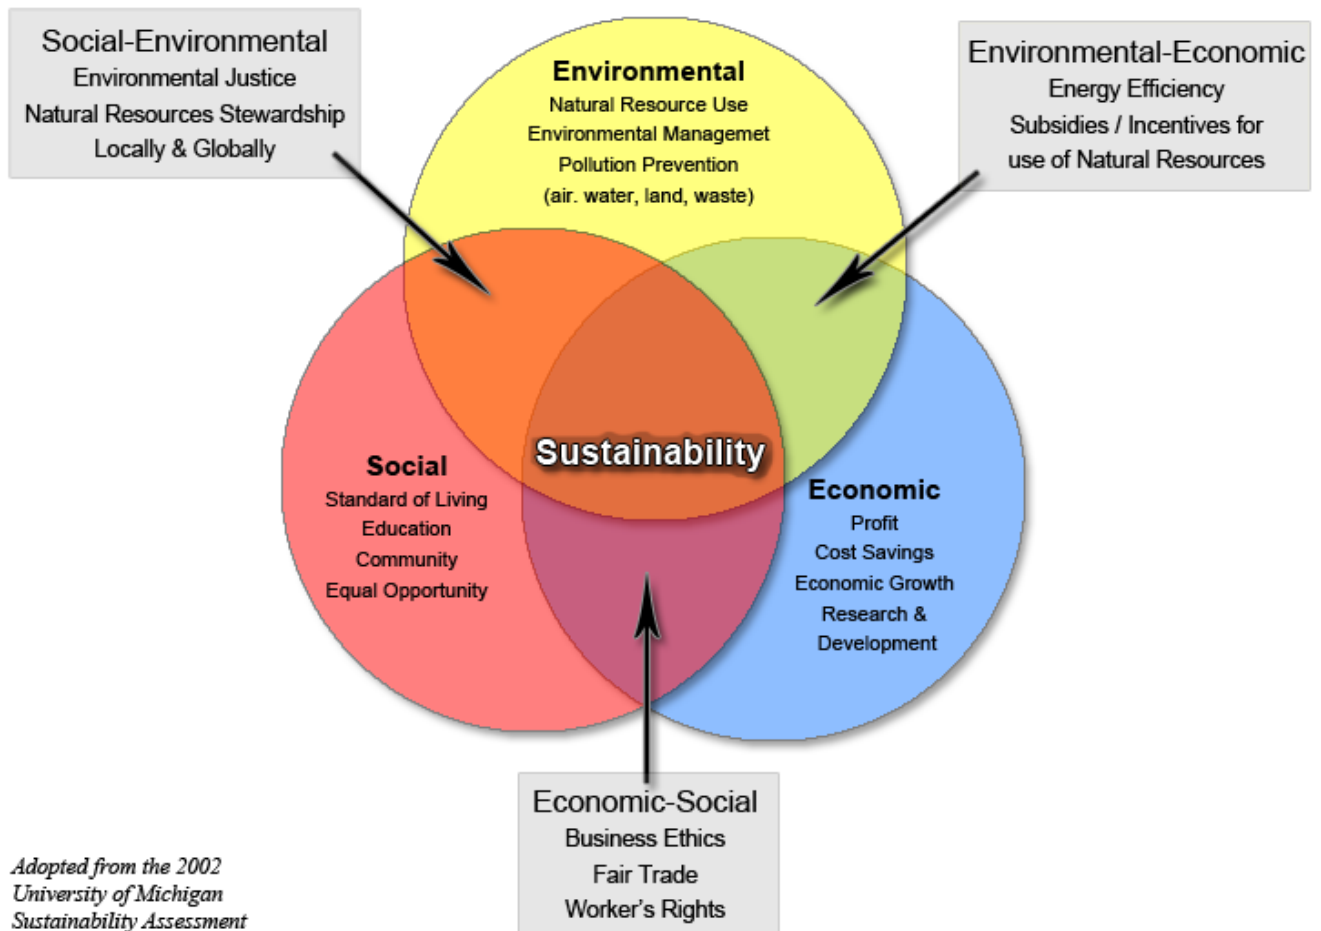 Social-Environmental
Environmental Justice
Natural Resources Stewardship
Locally & Globally
Environmental
Natural Resource Use
Environmental Managemet
Pollution Prevention
(air. water, land, waste)
Environmental-Economic
Energy Efficiency
Subsidies / Incentives for
use of Natural Resources
Sustainability
Social
Standard of Living
Education
Community
Equal Opportunity
Economic
Profit
Cost Savings
Economic Growth
Research &
Development
Economic-Social
Business Ethics
Fair Trade
Worker's Rights
Adopted from the 2002
University of Michigan
Sustainability Assessment